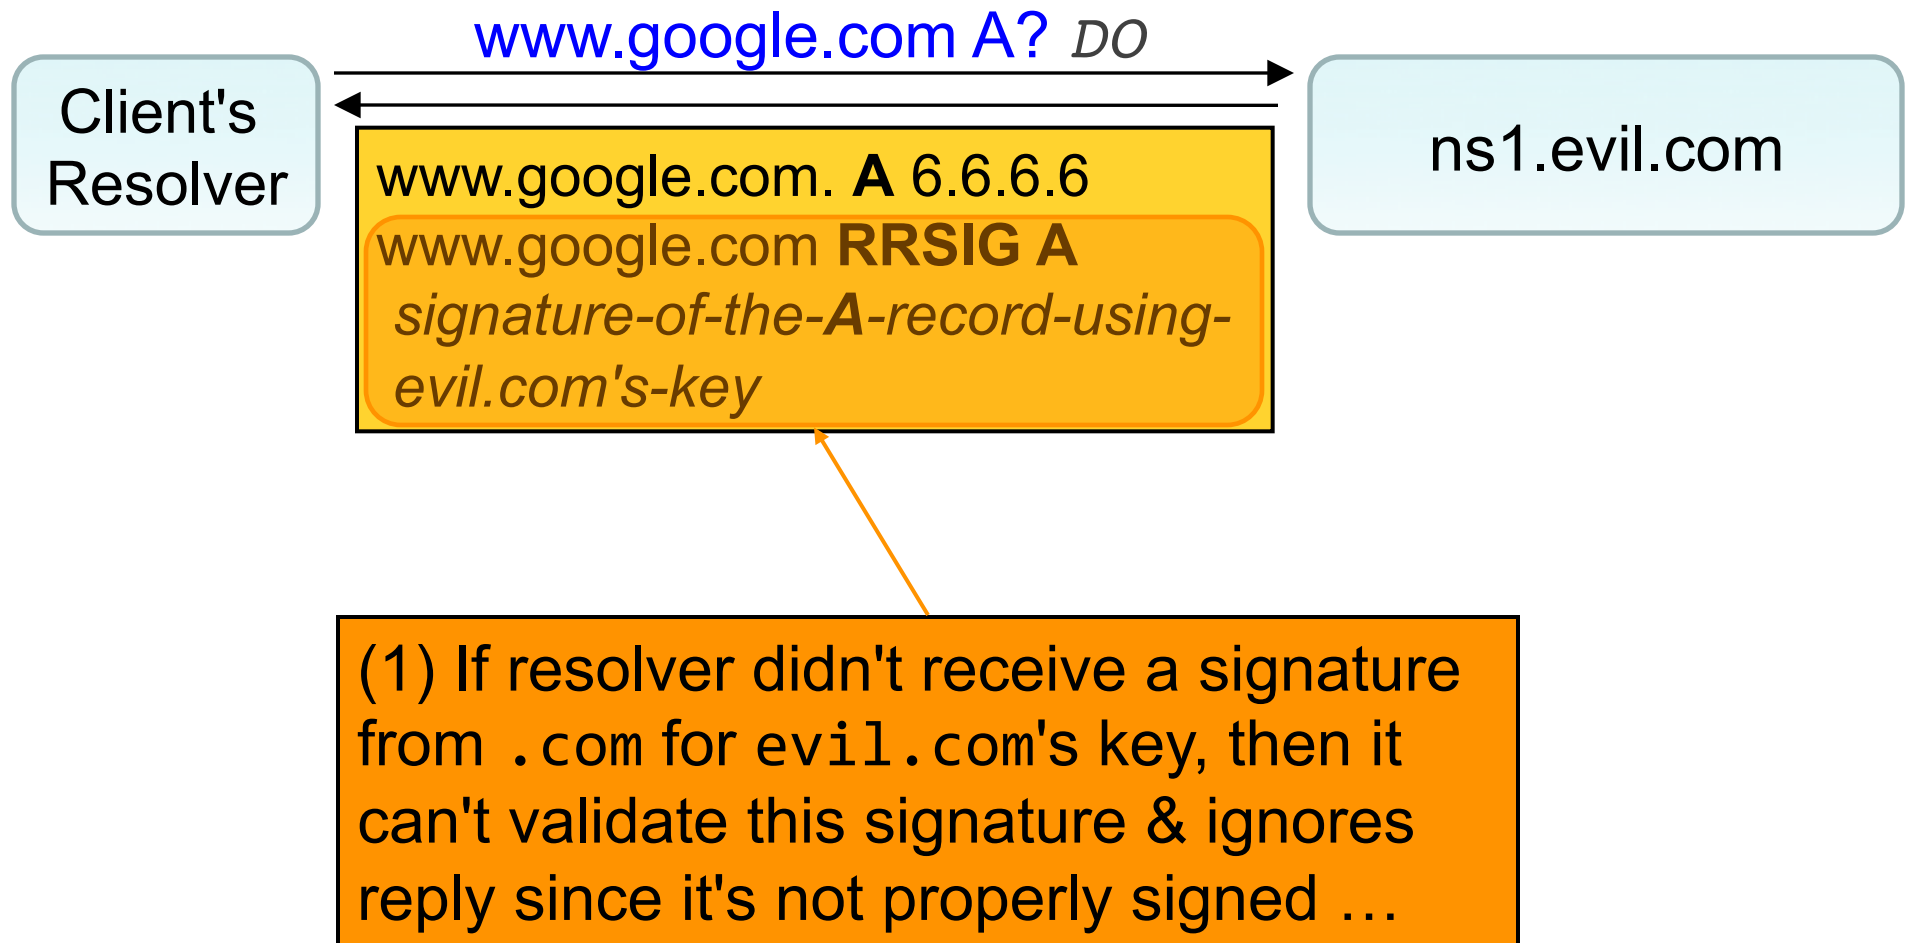 www.google.com A? DO
Client's
Resolver
ns1.evil.com
www.google.com. A 6.6.6.6
www.google.com RRSIG A
signature-of-the-A-record-using-
evil.com's-key
(1) If resolver didn't receive a signature
from .com for evil.com's key, then it
can't validate this signature & ignores
reply since it's not properly signed …